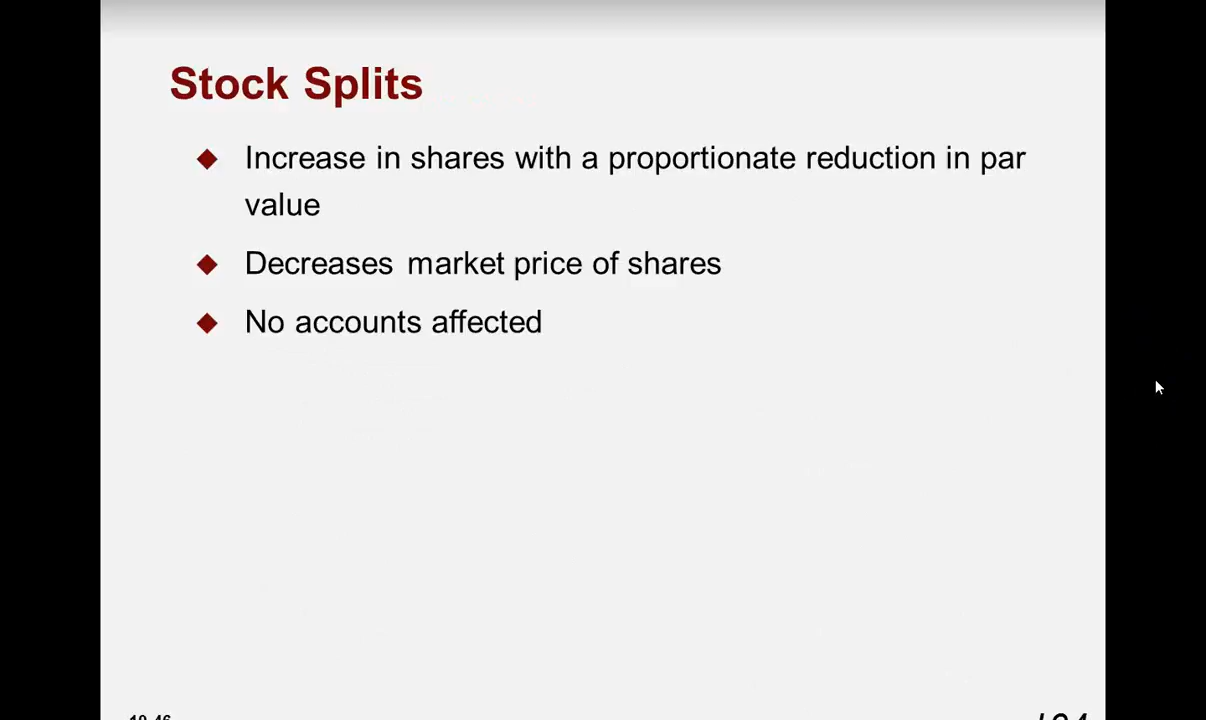 Stock Splits
Increase in shares with a proportionate reduction in par
value
Decreases market price of shares
No accounts affected